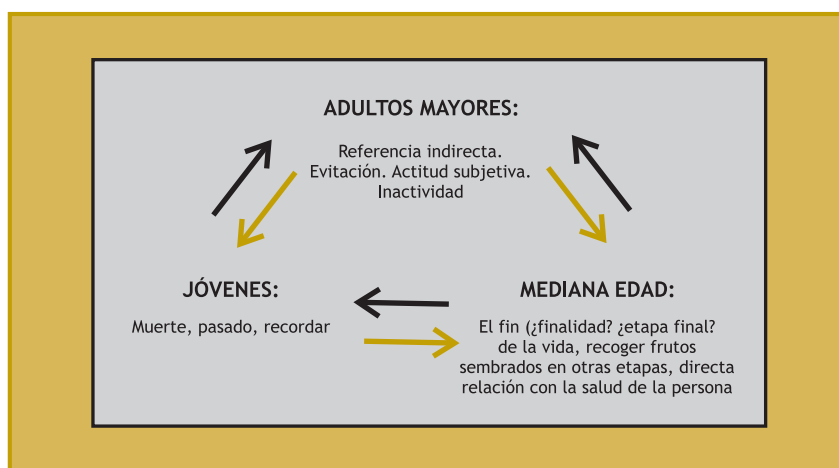 ADULTOS MAYORES:
Referencia indirecta.
Evitación. Actitud subjetiva.
Inactividad
JÓVENES:
Muerte, pasado, recordar
MEDIANA EDAD:
El fin (¿finalidad? ¿etapa final?
de la vida, recoger frutos
sembrados en otras etapas, directa
relación con la salud de la persona